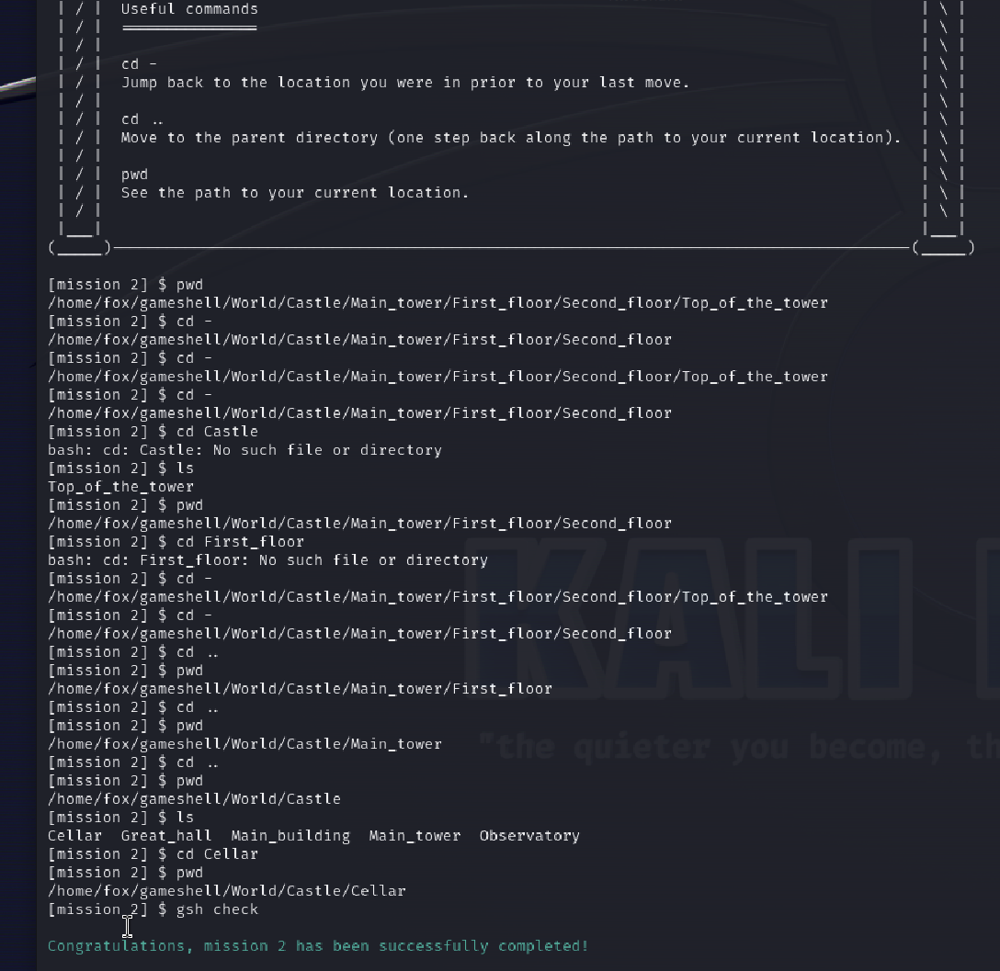 | / | Useful commands | \ |
| / | =============== | \ |
| / | | \ |
| / | cd - | \ |
| / | Jump back to the location you were in prior to your last move. | \ |
| / | | \ |
| / | cd .. | \ |
| / | Move to the parent directory (one step back along the path to your current location). | \ |
| / | | \ |
| / | pwd | \ |
| / | See the path to your current location. | \ |
| / | | \ |
|___| |___|
(_____)—(_____)
[mission 2] $ pwd
/home/fox/gameshell/World/Castle/Main_tower/First_floor/Second_floor/Top_of_the_tower
[mission 2] $ cd -
/home/fox/gameshell/World/Castle/Main_tower/First_floor/Second_floor
[mission 2] $ cd -
/home/fox/gameshell/World/Castle/Main_tower/First_floor/Second_floor/Top_of_the_tower
[mission 2] $ cd -
/home/fox/gameshell/World/Castle/Main_tower/First_floor/Second_floor
[mission 2] $ cd Castle
bash: cd: Castle: No such file or directory
[mission 2] $ ls
Top_of_the_tower
[mission 2] $ pwd
/home/fox/gameshell/World/Castle/Main_tower/First_floor/Second_floor
[mission 2] $ cd First_floor
bash: cd: First_floor: No such file or directory
[mission 2] $ cd -
/home/fox/gameshell/World/Castle/Main_tower/First_floor/Second_floor/Top_of_the_tower
[mission 2] $ cd -
/home/fox/gameshell/World/Castle/Main_tower/First_floor/Second_floor
[mission 2] $ cd ..
[mission 2] $ pwd
/home/fox/gameshell/World/Castle/Main_tower/First_floor
[mission 2] $ cd ..
[mission 2] $ pwd
/home/fox/gameshell/World/Castle/Main_tower
[mission 2] $ cd ..
[mission 2] $ pwd
/home/fox/gameshell/World/Castle
[mission 2] $ ls
Cellar Great_hall Main_building Main_tower Observatory
[mission 2] $ cd Cellar
[mission 2] $ pwd
/home/fox/gameshell/World/Castle/Cellar
[mission 2] $ gsh check
Congratulations, mission 2 has been successfully completed!
KALI
"the quieter you become, th